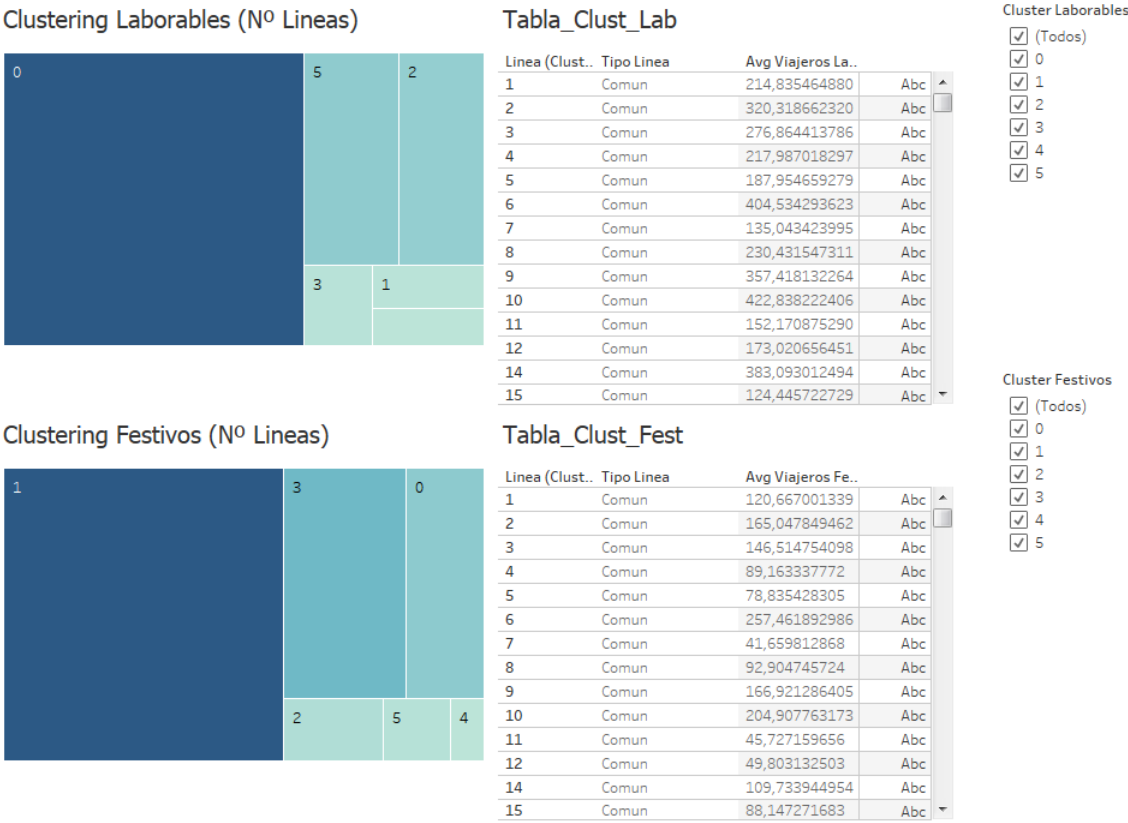 Clustering Laborables (Nº Lineas)
0
5
2
3
1
Tabla_Clust_Lab
Linea (Clust.. Tipo Linea Avg Viajeros La..
1 Comun 214,835464880 Abc
2 Comun 320,318662320 Abc
3 Comun 276,864413786 Abc
4 Comun 217,987018297 Abc
5 Comun 187,954659279 Abc
6 Comun 404,534293623 Abc
7 Comun 135,043423995 Abc
8 Comun 230,431547311 Abc
9 Comun 357,418132264 Abc
10 Comun 422,838222406 Abc
11 Comun 152,170875290 Abc
12 Comun 173,020656451 Abc
14 Comun 383,093012494 Abc
15 Comun 124,445722729 Abc
Cluster Laborables
(Todos)
0
1
2
3
4
5
Clustering Festivos (Nº Lineas)
1
3
0
2
5
4
Tabla_Clust_Fest
Linea (Clust.. Tipo Linea Avg Viajeros Fe..
1 Comun 120,667001339 Abc
2 Comun 165,047849462 Abc
3 Comun 146,514754098 Abc
4 Comun 89,163337772 Abc
5 Comun 78,835428305 Abc
6 Comun 257,461892986 Abc
7 Comun 41,659812868 Abc
8 Comun 92,904745724 Abc
9 Comun 166,921286405 Abc
10 Comun 204,907763173 Abc
11 Comun 45,727159656 Abc
12 Comun 49,803132503 Abc
14 Comun 109,733944954 Abc
15 Comun 88,147271683 Abc
Cluster Festivos
(Todos)
0
1
2
3
4
5